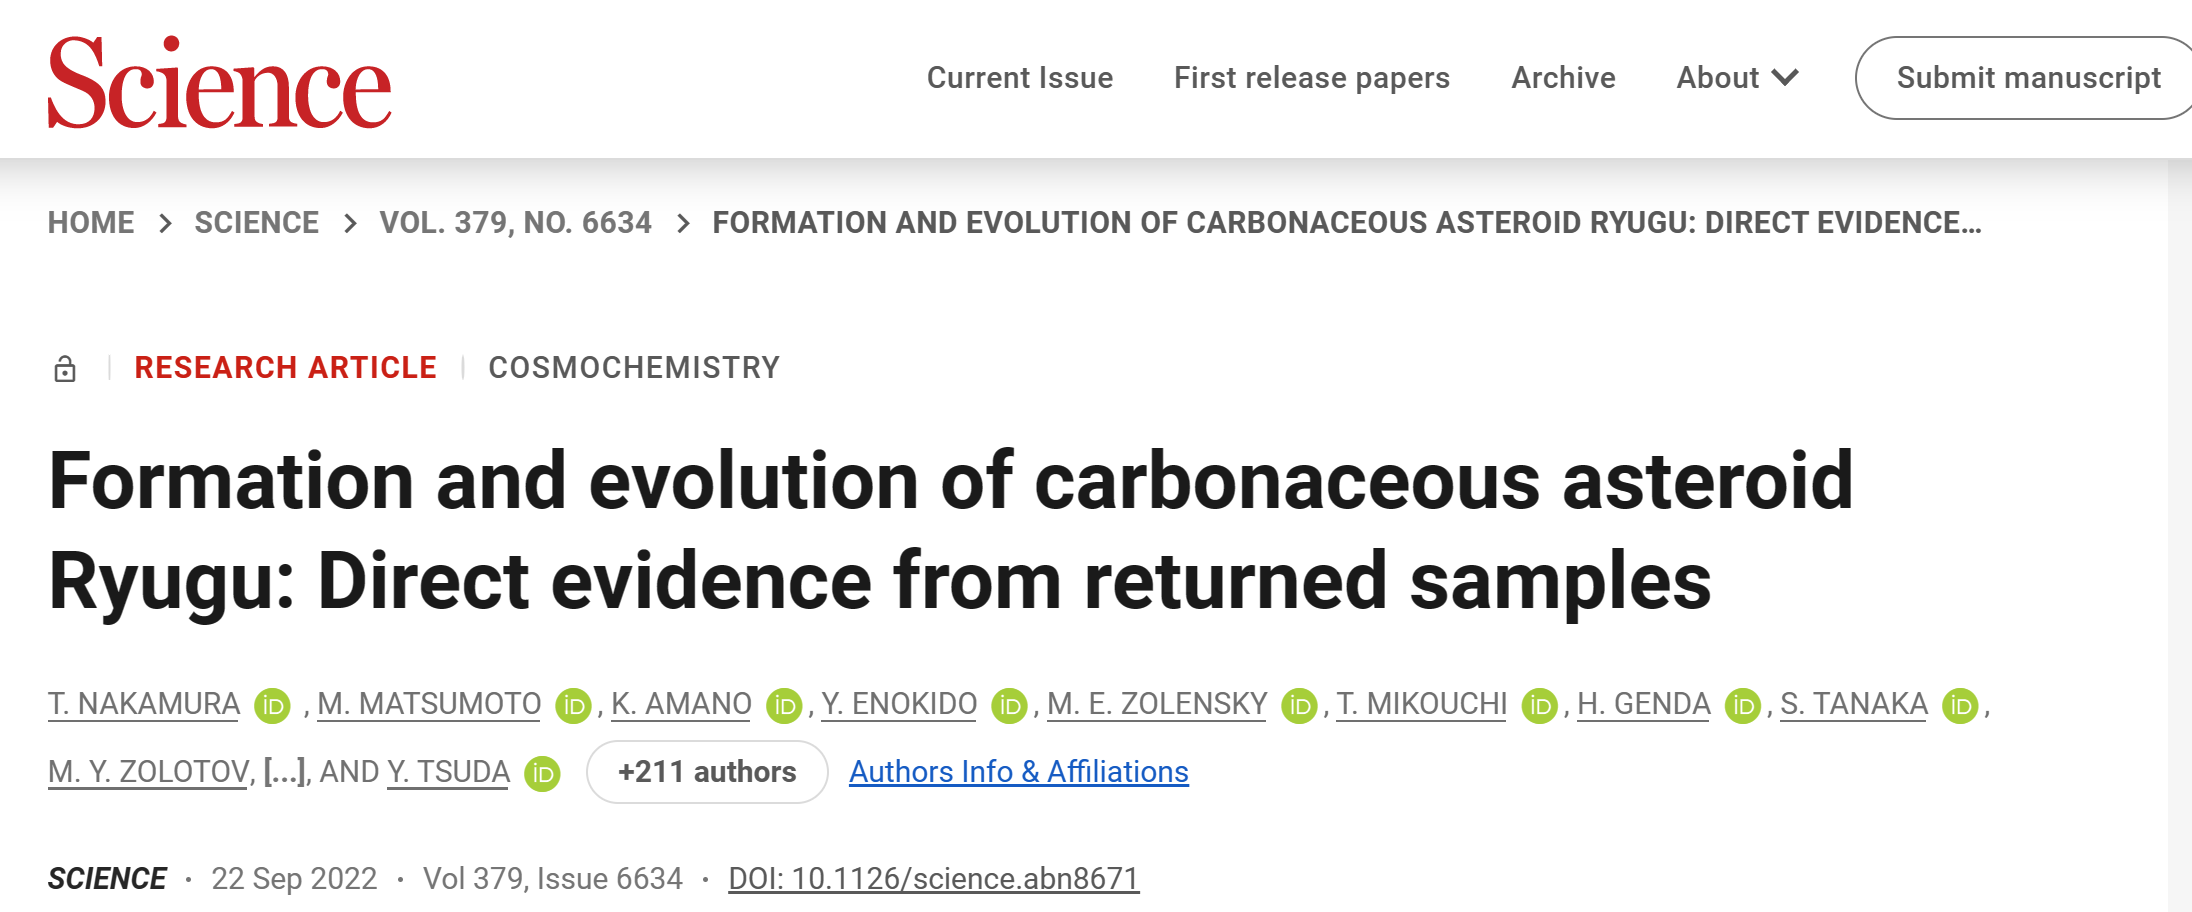 Science
Current Issue First release papers Archive About Submit manuscript
HOME > SCIENCE > VOL. 379, NO. 6634 > FORMATION AND EVOLUTION OF CARBONACEOUS ASTEROID RYUGU: DIRECT EVIDENCE...
RESEARCH ARTICLE | COSMOCHEMISTRY
Formation and evolution of carbonaceous asteroid
Ryugu: Direct evidence from returned samples
T. NAKAMURA iD , M. MATSUMOTO iD , K. AMANO iD , Y. ENOKIDO iD , M. E. ZOLENSKY iD , T. MIKOUCHI iD , H. GENDA iD , S. TANAKA iD ,
M. Y. ZOLOTOV, [...], AND Y. TSUDA iD +211 authors Authors Info & Affiliations
SCIENCE · 22 Sep 2022 · Vol 379, Issue 6634 · DOI: 10.1126/science.abn8671